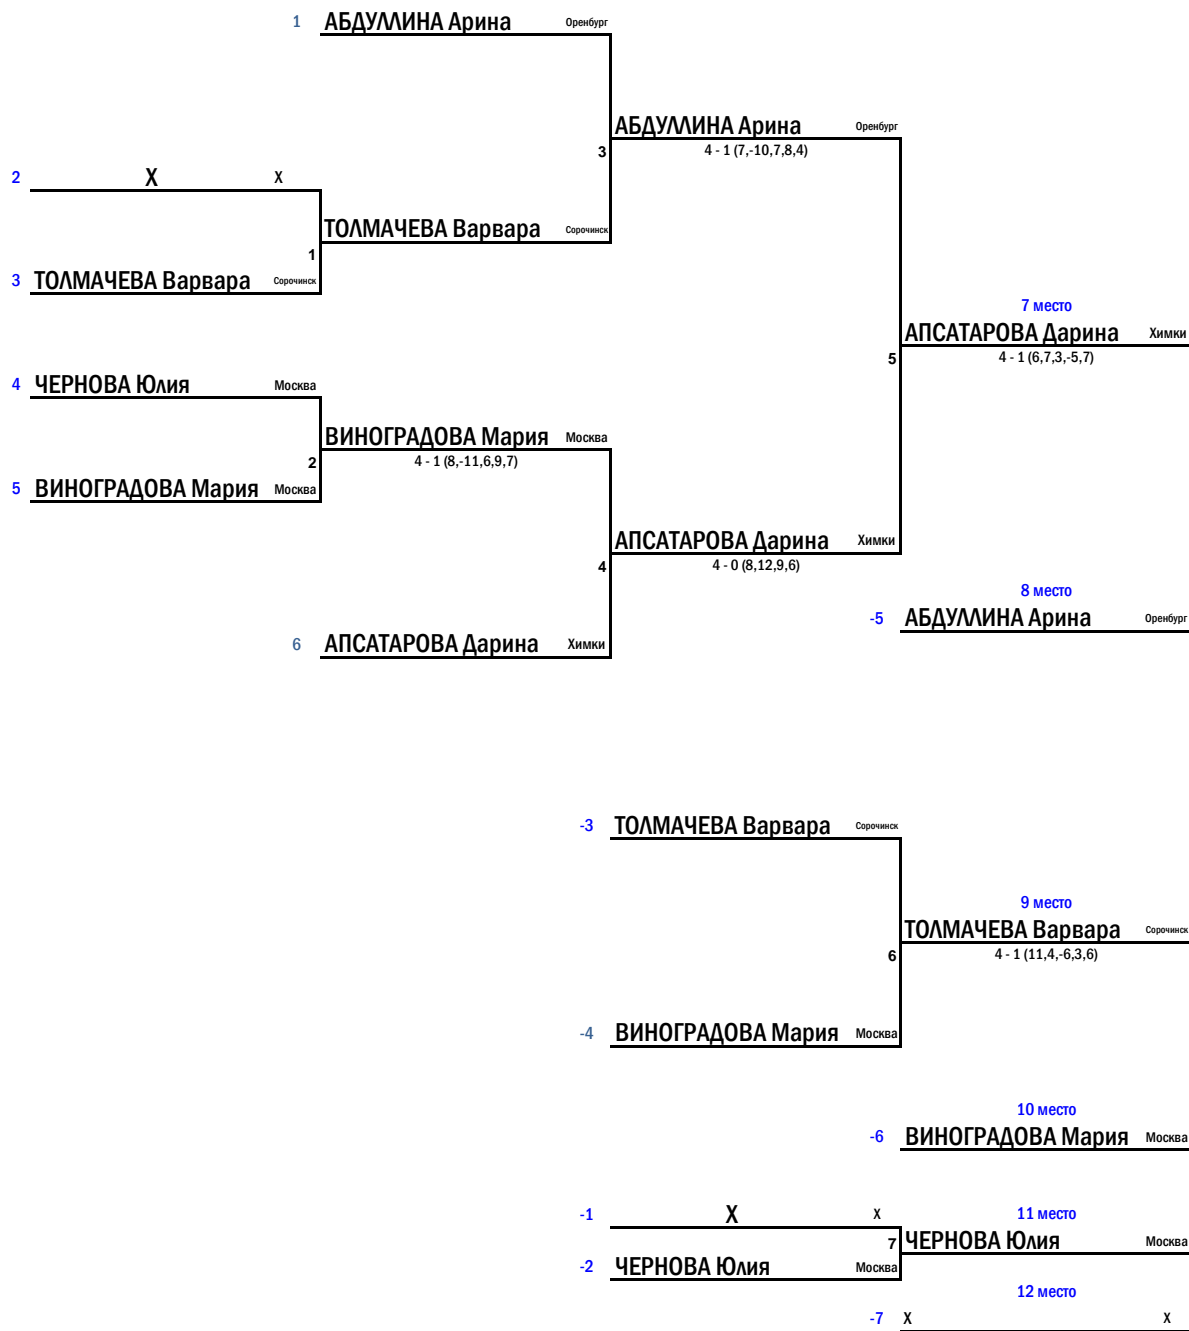 1 АБДУЛЛИНА Арина Оренбург
АБДУЛЛИНА Арина Оренбург
3 4 - 1 (7,-10,7,8,4)
2 X X
ТОЛМАЧЕВА Варвара Сорочинск
1
3 ТОЛМАЧЕВА Варвара Сорочинск
7 место
АПСАТАРОВА Дарина Химки
5 4 - 1 (6,7,3,-5,7)
4 ЧЕРНОВА Юлия Москва
ВИНОГРАДОВА Мария Москва
2 4 - 1 (8,-11,6,9,7)
5 ВИНОГРАДОВА Мария Москва
АПСАТАРОВА Дарина Химки
4 4 - 0 (8,12,9,6)
8 место
-5 АБДУЛЛИНА Арина Оренбург
6 АПСАТАРОВА Дарина Химки
-3 ТОЛМАЧЕВА Варвара Сорочинск
9 место
ТОЛМАЧЕВА Варвара Сорочинск
6 4 - 1 (11,4,-6,3,6)
-4 ВИНОГРАДОВА Мария Москва
10 место
-6 ВИНОГРАДОВА Мария Москва
-1 X X 11 место
7 ЧЕРНОВА Юлия Москва
-2 ЧЕРНОВА Юлия Москва
12 место
-7 X X